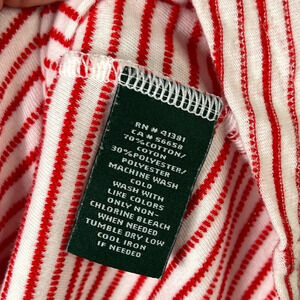 RN # 41381
CA # 56658
70% COTTON/
COTON
30% POLYESTER/
POLYESTER
MACHINE WASH
COLD
WASH WITH
LIKE COLORS
ONLY NON-
CHLORINE BLEACH
WHEN NEEDED
TUMBLE DRY LOW
COOL IRON
IF NEEDED